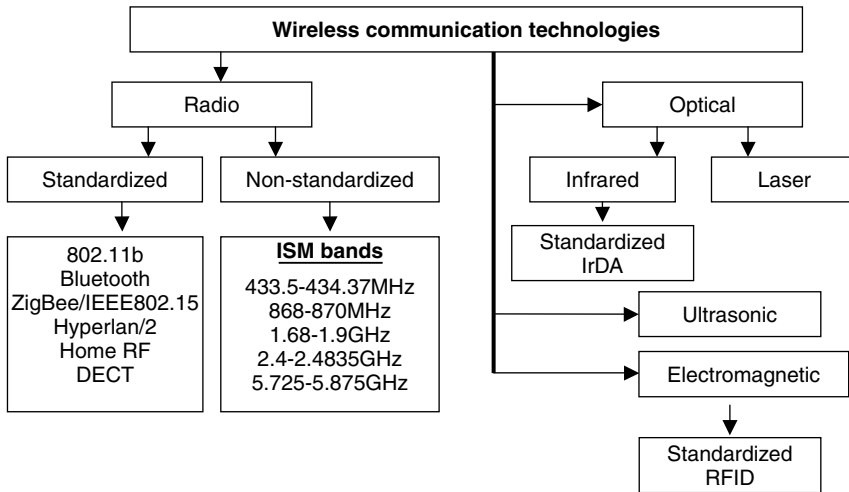 Wireless communication technologies
Radio
Optical
Standardized
Non-standardized
Infrared
Laser
802.11b
Bluetooth
ZigBee/IEEE802.15
Hyperlan/2
Home RF
DECT
ISM bands
433.5-434.37MHz
868-870MHz
1.68-1.9GHz
2.4-2.4835GHz
5.725-5.875GHz
Standardized
IrDA
Ultrasonic
Electromagnetic
Standardized
RFID